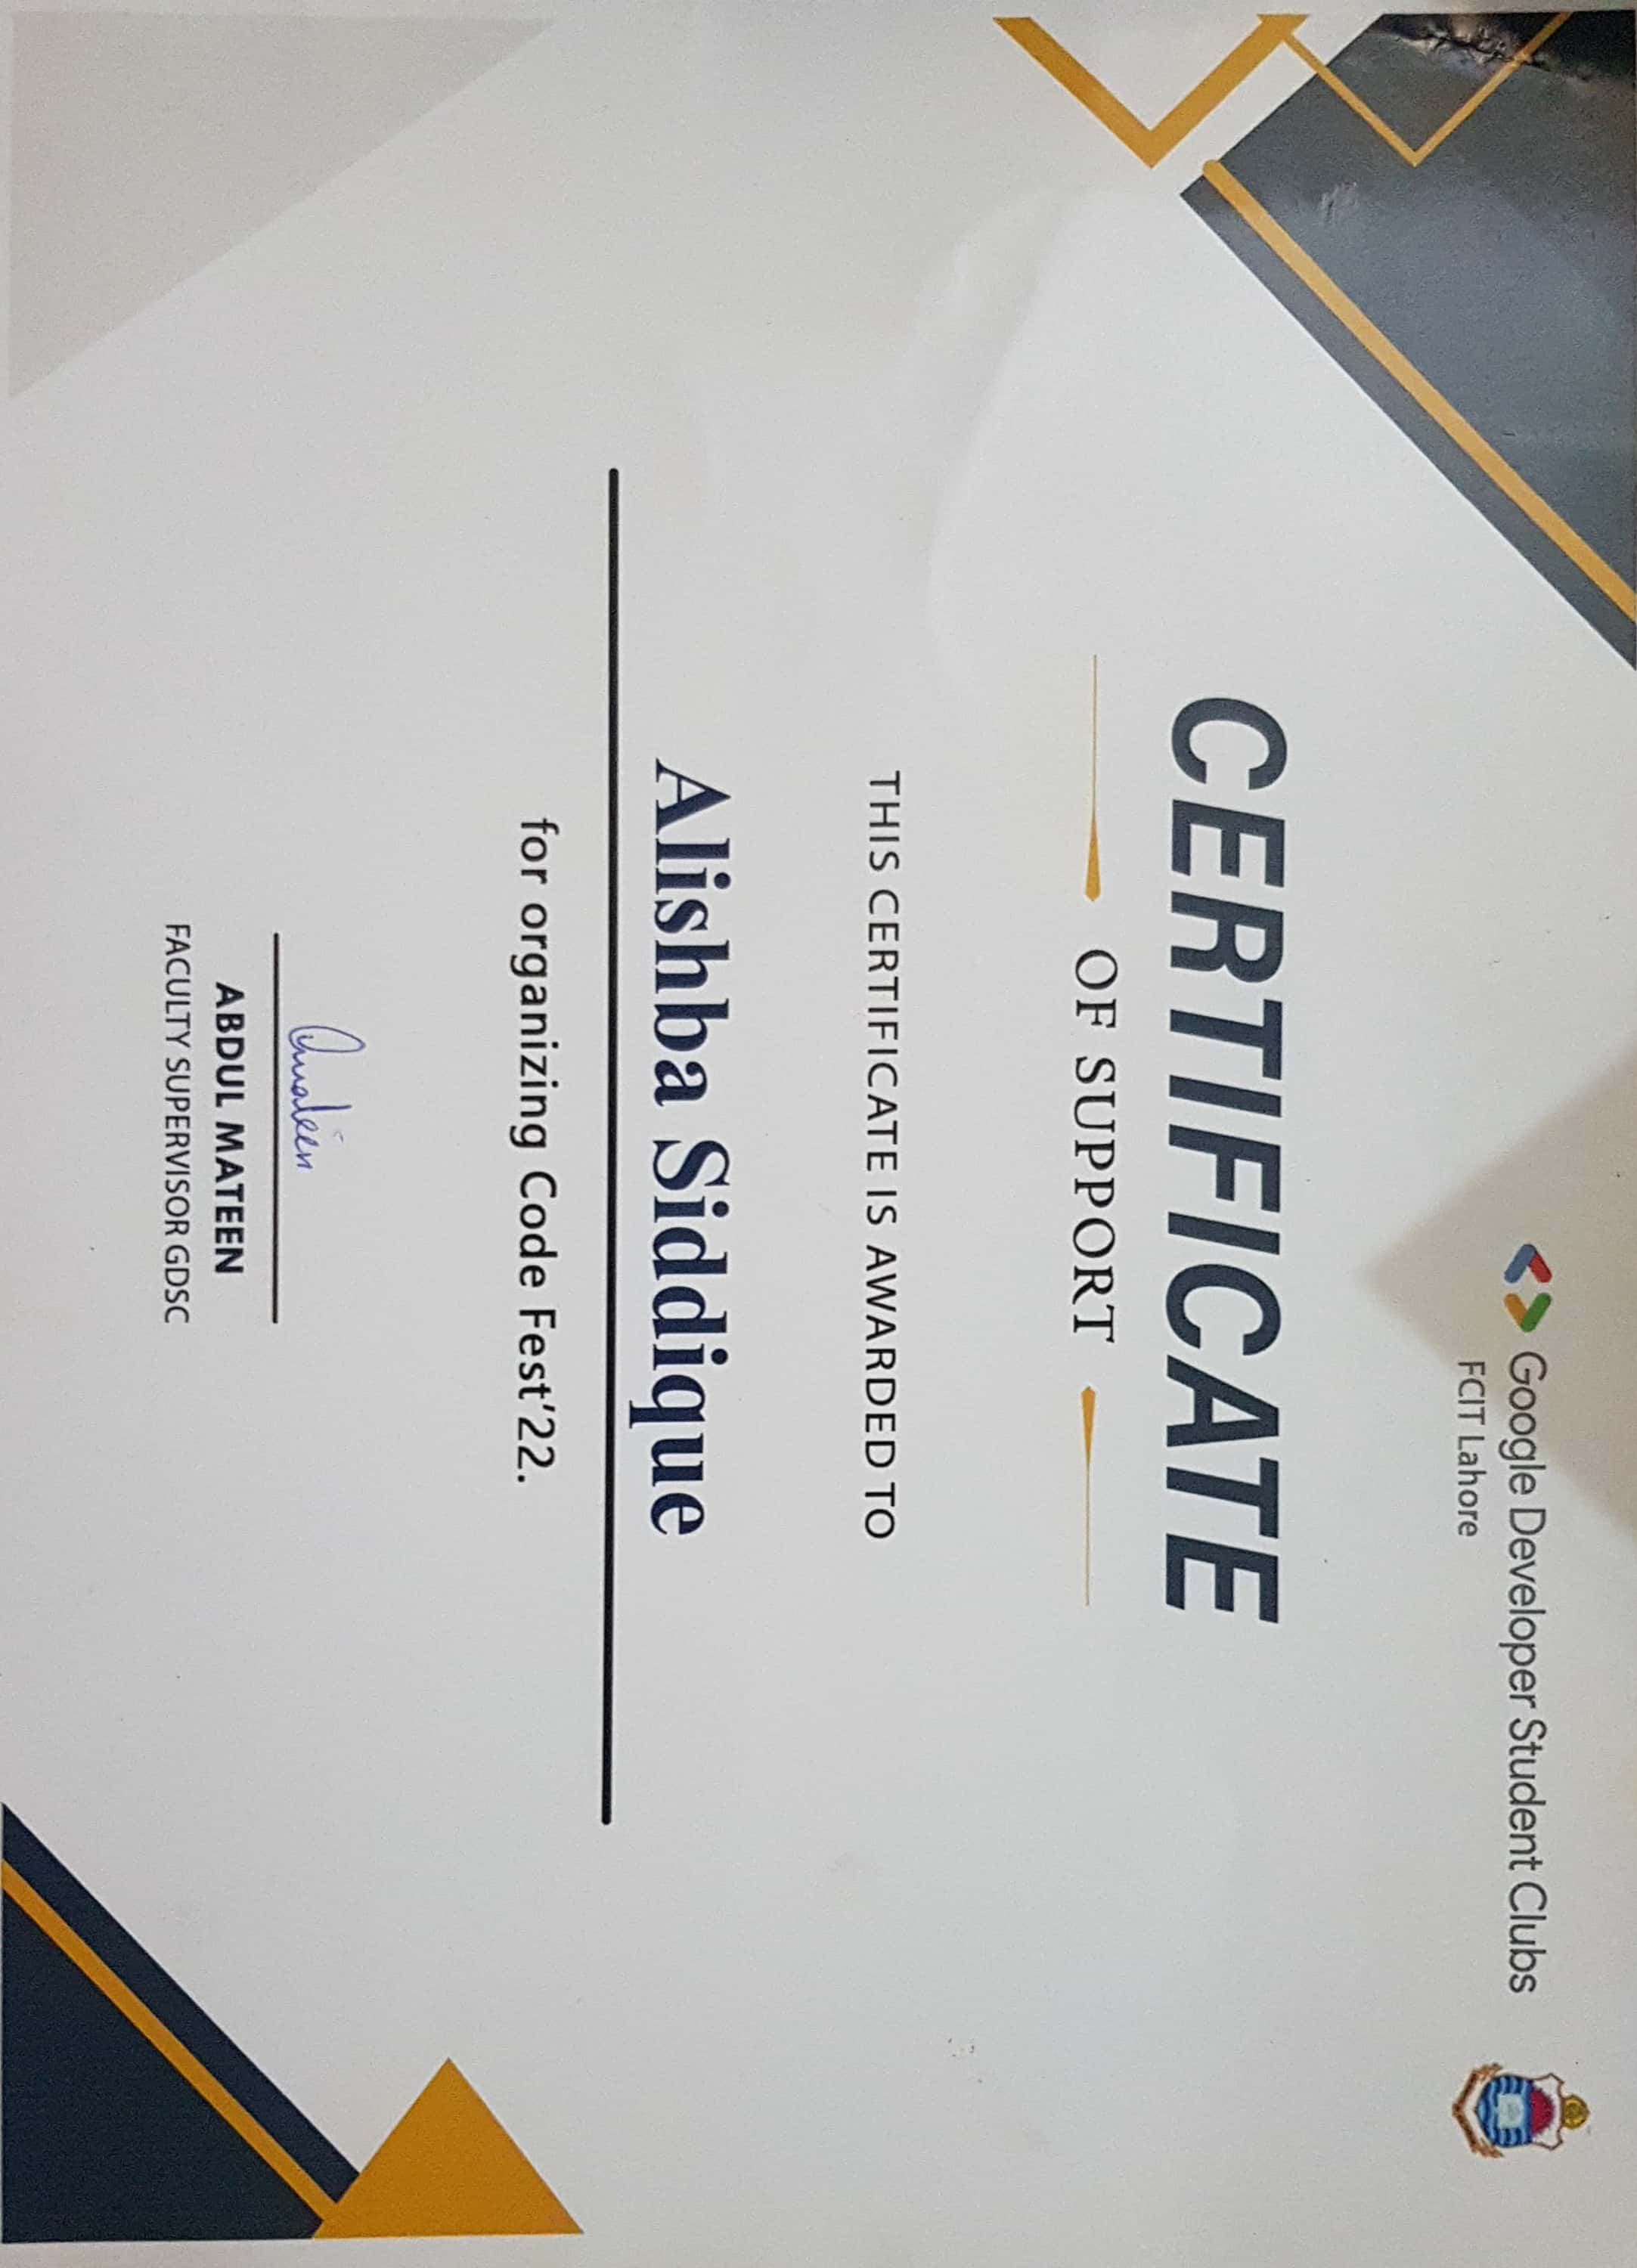 Google Developer Student Clubs
FCIT Lahore
CERTIFICATE
OF SUPPORT
THIS CERTIFICATE IS AWARDED TO
Alishba Siddique
for organizing Code Fest'22.
ABDUL MATEEN
FACULTY SUPERVISOR GDSC